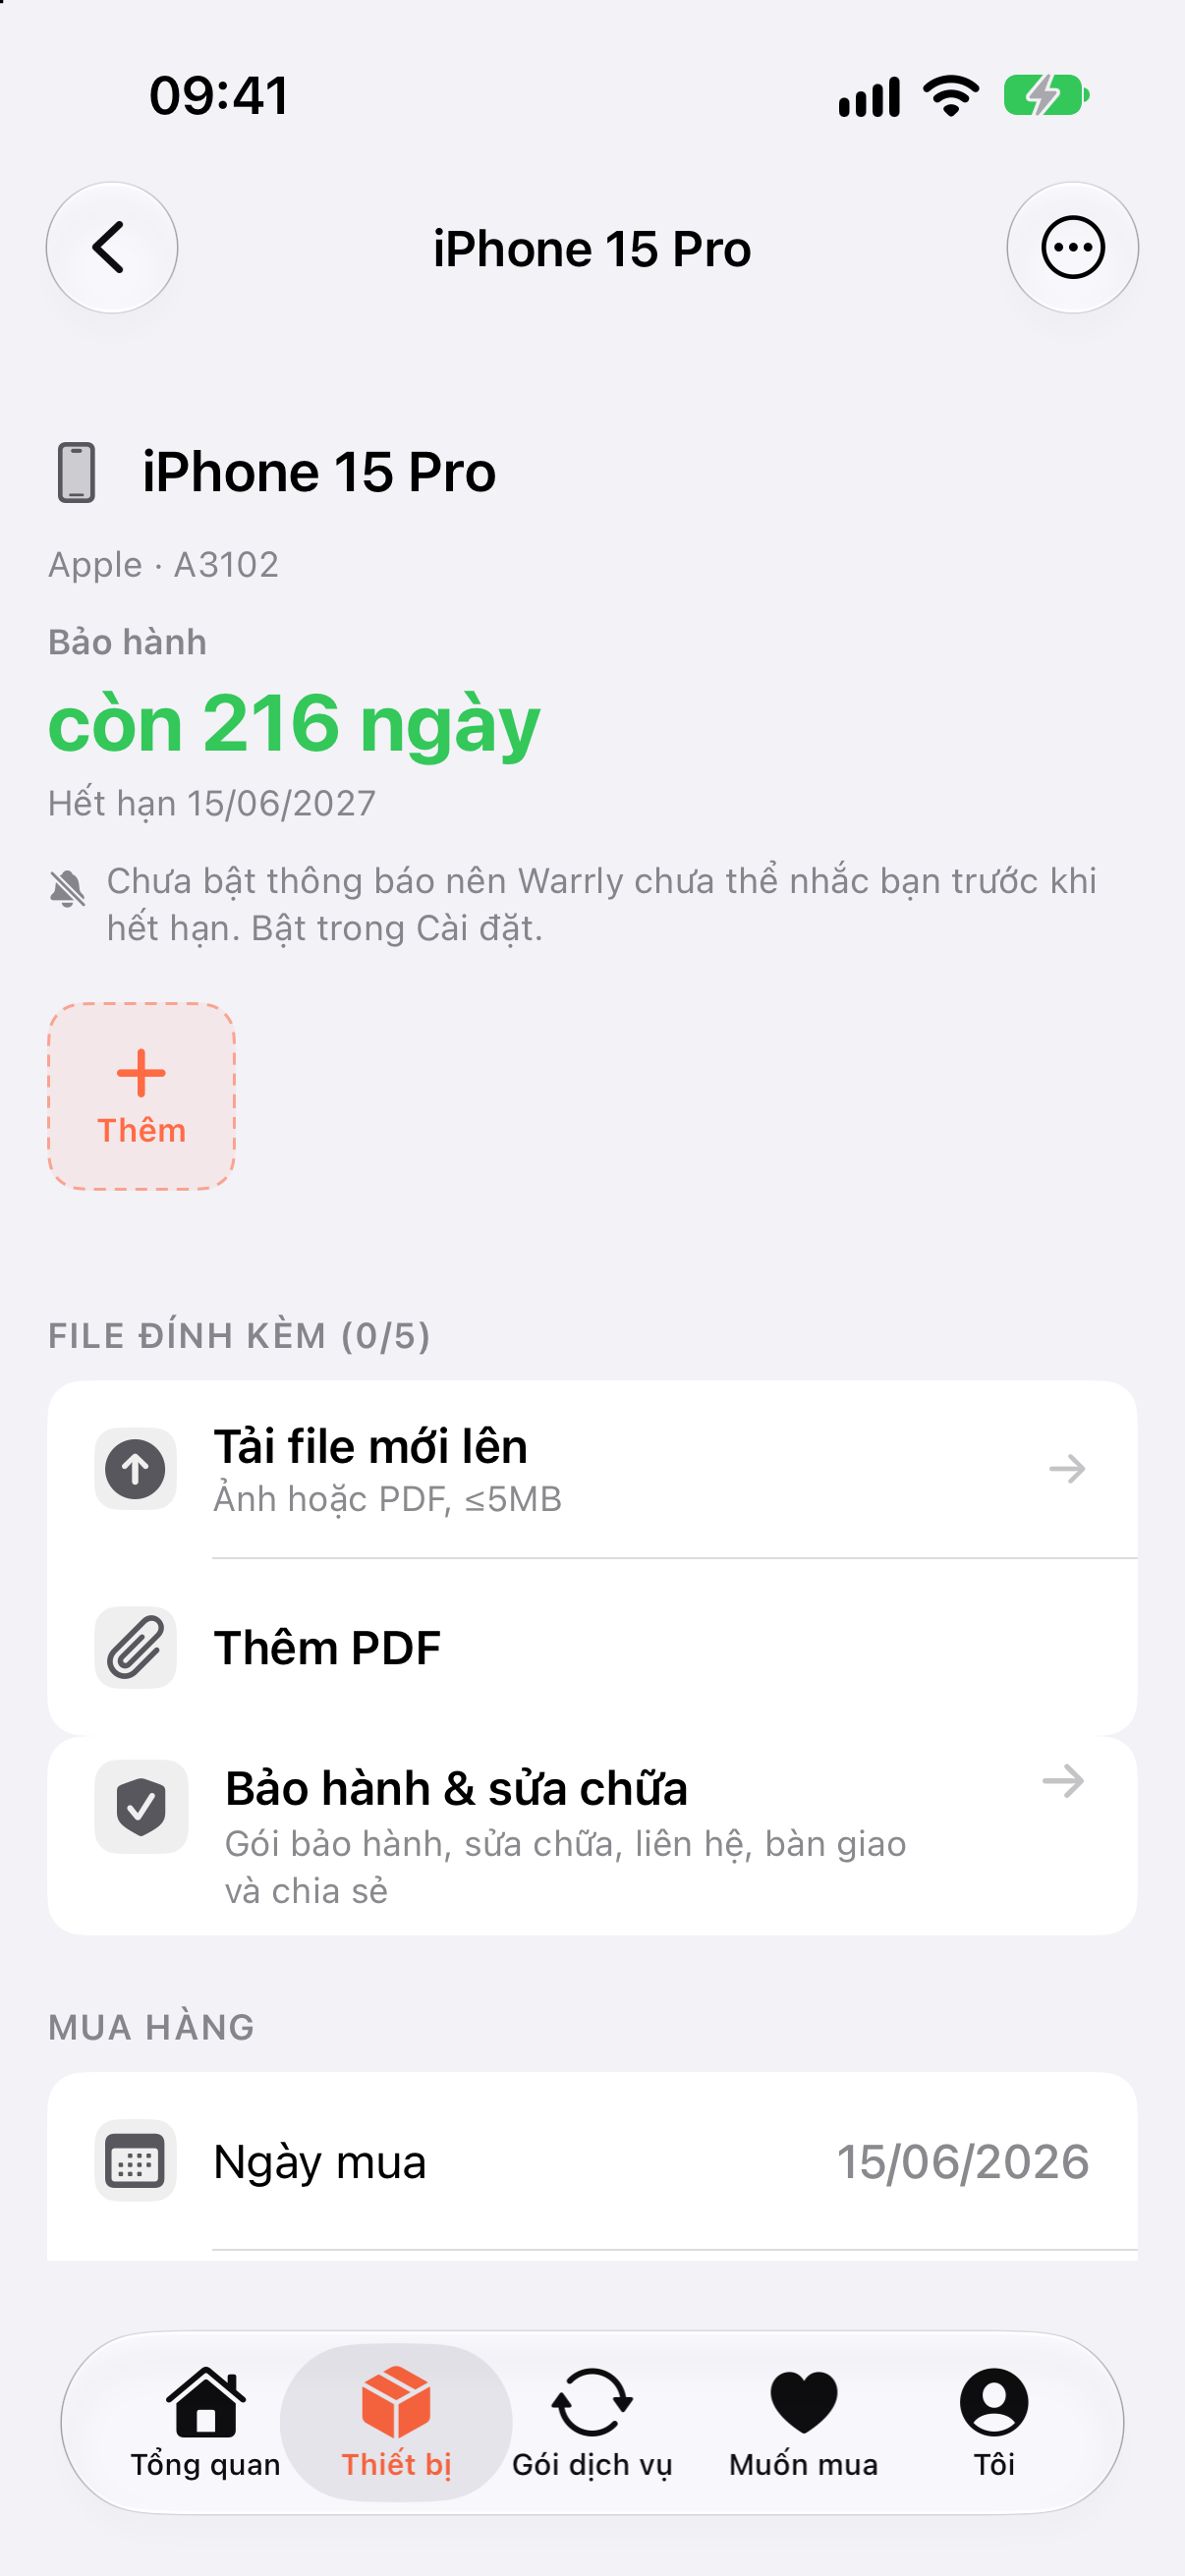 09:41
iPhone 15 Pro
iPhone 15 Pro
Apple · A3102
Bảo hành
còn 216 ngày
Hết hạn 15/06/2027
Chưa bật thông báo nên Warrly chưa thể nhắc bạn trước khi
hết hạn. Bật trong Cài đặt.
Thêm
FILE ĐÍNH KÈM (0/5)
Tải file mới lên
Ảnh hoặc PDF, ≤5MB
Thêm PDF
Bảo hành & sửa chữa
Gói bảo hành, sửa chữa, liên hệ, bàn giao
và chia sẻ
MUA HÀNG
Ngày mua 15/06/2026
Tổng quan Thiết bị Gói dịch vụ Muốn mua Tôi